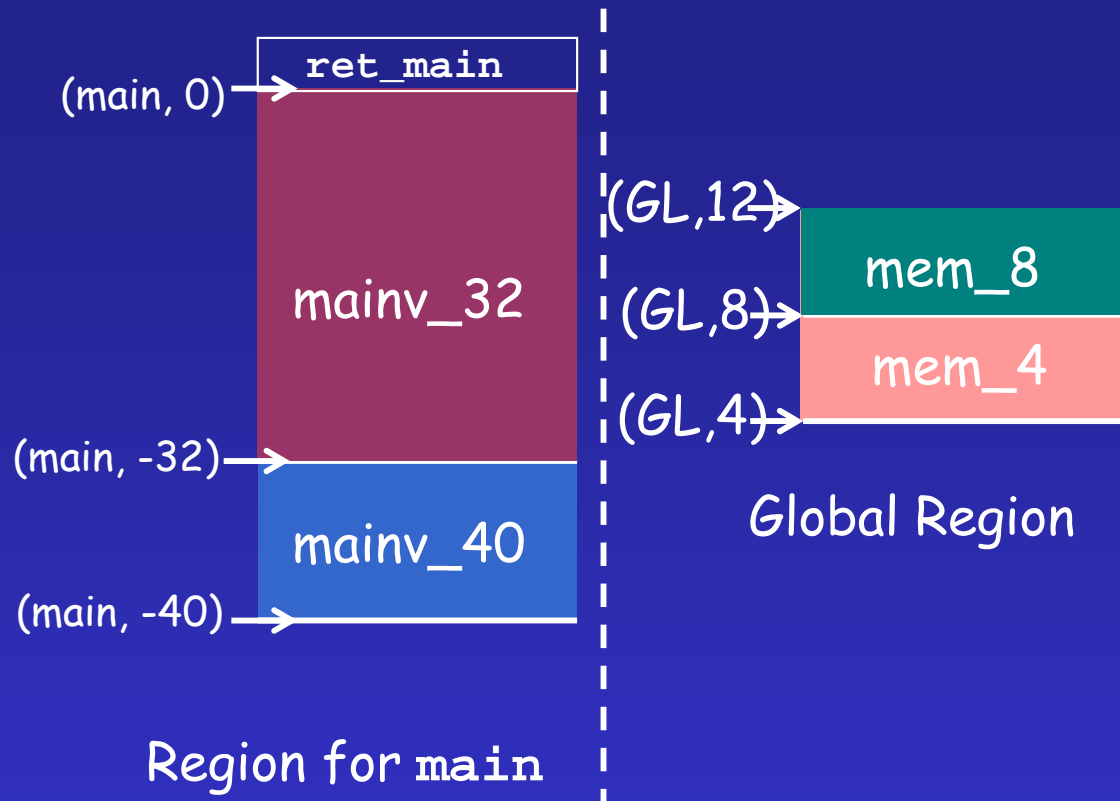 ret_main
(main, 0)
mainv_32
(main, -32)
mainv_40
(main, -40)
Region for main
(GL,12)
mem_8
(GL,8)
mem_4
(GL,4)
Global Region